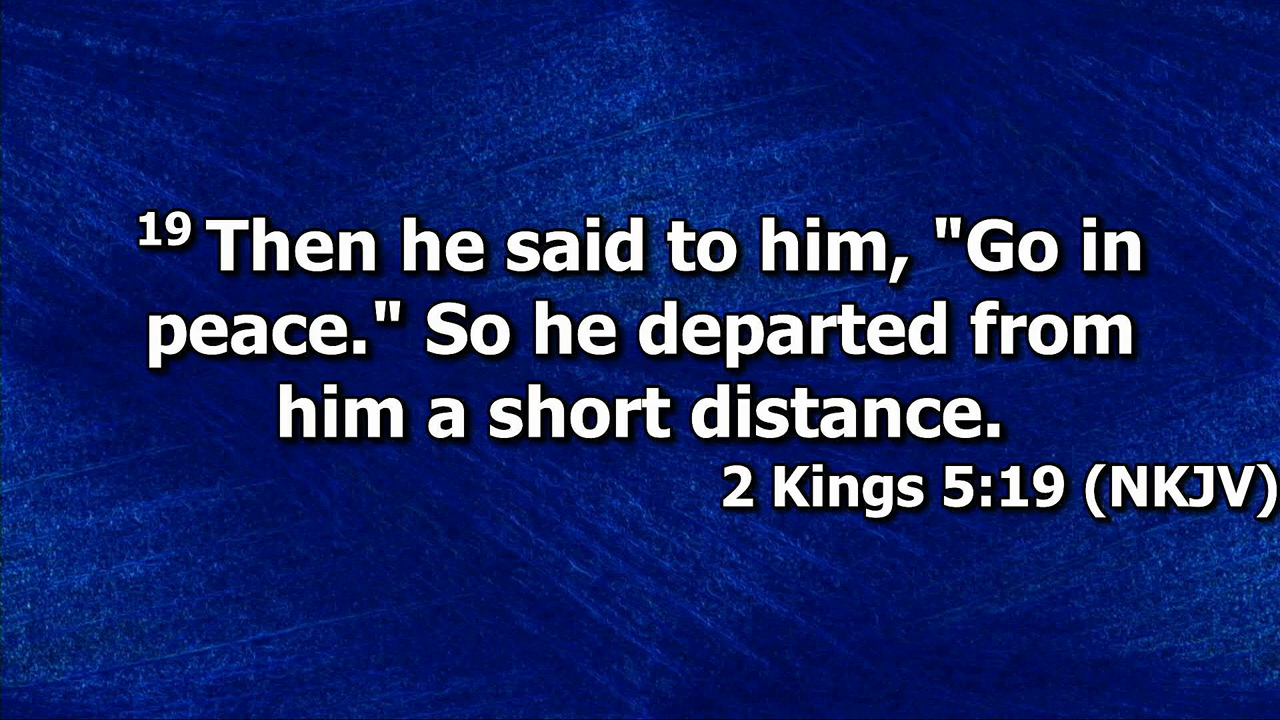 19 Then he said to him, "Go in
peace." So he departed from
him a short distance.
2 Kings 5:19 (NKJV)